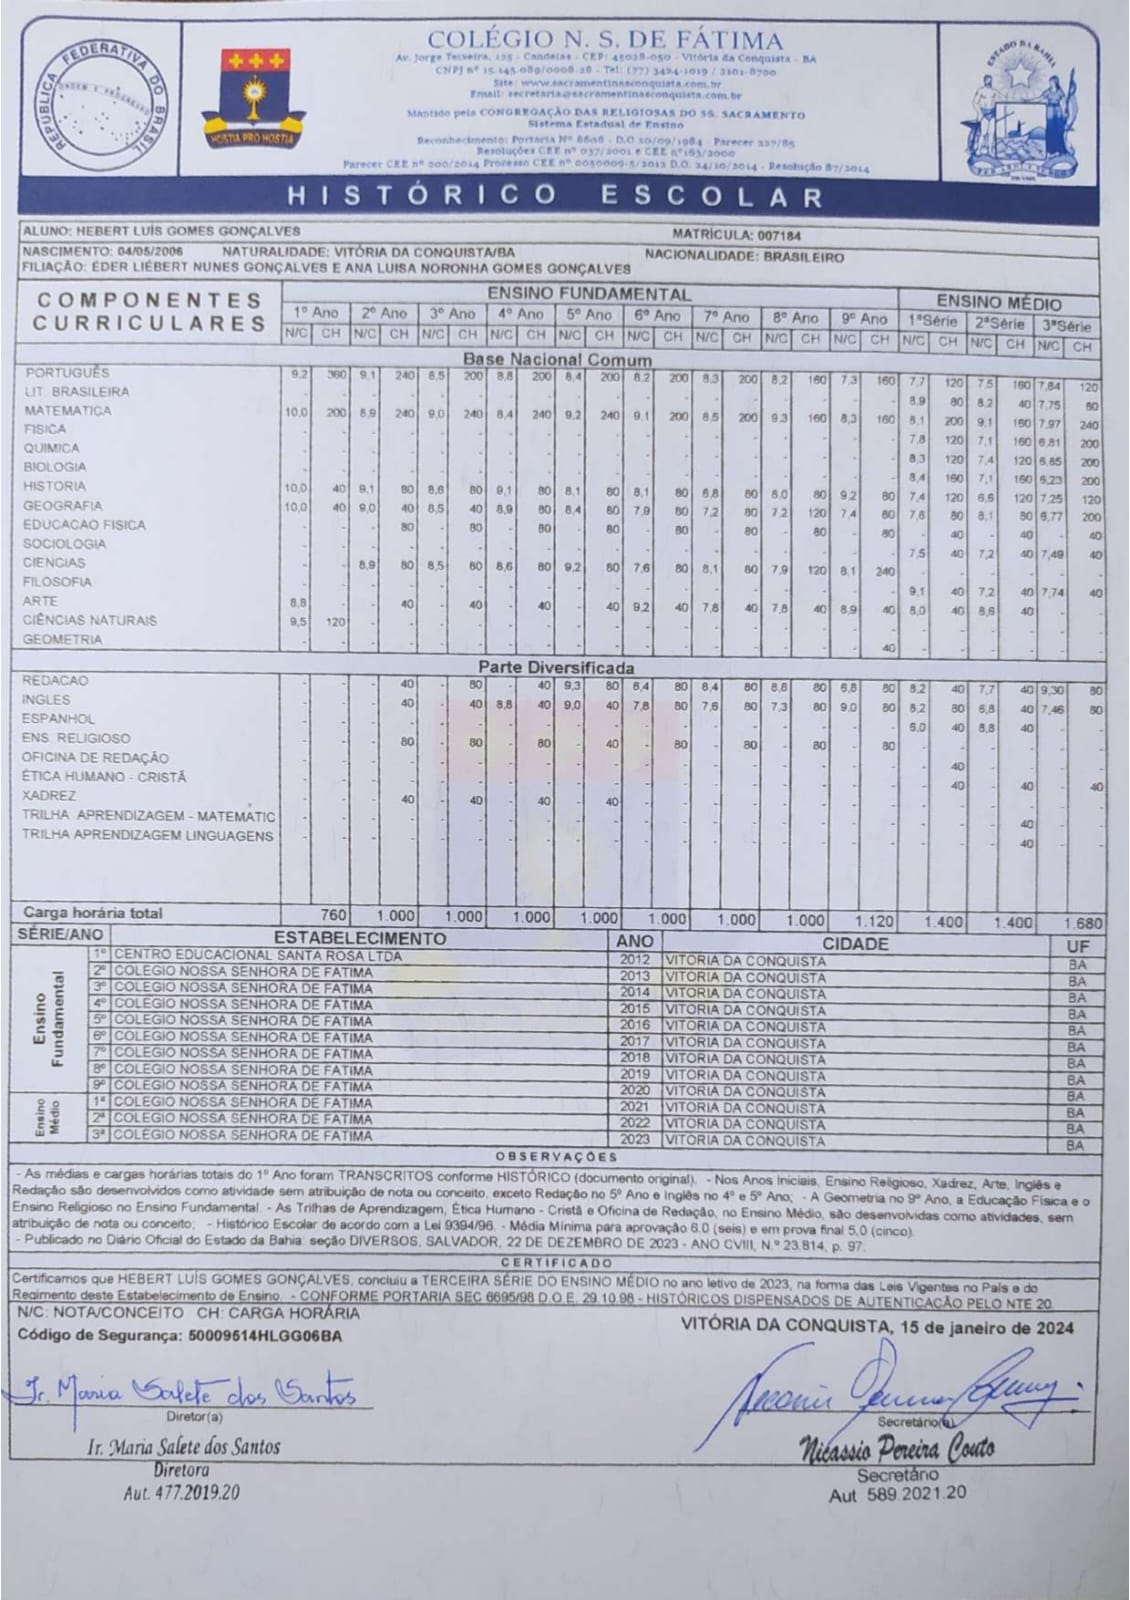 COLÉGIO N. S. DE FÁTIMA
Av. Jorge Teixeira, 125 - Candeias - CEP: 45028-050 - Vitória da Conquista - BA
CNPJ nº 15.145.089/0008-28 - Tel: (77) 3424-1019 / 2101-8700
Site: www.sacramentinasconquista.com.br
Email: secretaria@sacramentinasconquista.com.br
Mantido pela CONGREGAÇÃO DAS RELIGIOSAS DO SS. SACRAMENTO
Sistema Estadual de Ensino
Reconhecimento: Portaria Nº 8608 - D.O 20/09/1984 - Parecer 227/85
Resoluções CEE nº 037/2001 e CEE nº163/2000
Parecer CEE nº 200/2014 Processo CEE nº 0050009-5/2012 D.O. 24/10/2014 - Resolução 87/2014
REPÚBLICA FEDERATIVA DO BRASIL
ORDEM E PROGRESSO
HOSTIA PRO HOSTIA
ESTADO DA BAHIA
HISTÓRICO ESCOLAR
ALUNO: HEBERT LUÍS GOMES GONÇALVES MATRÍCULA: 007184
NASCIMENTO: 04/05/2006 NATURALIDADE: VITÓRIA DA CONQUISTA/BA NACIONALIDADE: BRASILEIRO
FILIAÇÃO: ÉDER LIÉBERT NUNES GONÇALVES E ANA LUISA NORONHA GOMES GONÇALVES
COMPONENTES CURRICULARES
ENSINO FUNDAMENTAL ENSINO MÉDIO
1º Ano 2º Ano 3º Ano 4º Ano 5º Ano 6º Ano 7º Ano 8º Ano 9º Ano 1ªSérie 2ªSérie 3ªSérie
N/C CH N/C CH N/C CH N/C CH N/C CH N/C CH N/C CH N/C CH N/C CH N/C CH N/C CH N/C CH
Base Nacional Comum
PORTUGUÊS 9,2 360 9,1 240 8,5 200 8,8 200 8,4 200 8,2 200 8,3 200 8,2 160 7,3 160 7,7 120 7,5 160 7,84 120
LIT. BRASILEIRA - - - - - - - - - - - - - - - - - - 8,9 80 8,2 40 7,75 80
MATEMATICA 10,0 200 8,9 240 9,0 240 8,4 240 9,2 240 9,1 200 8,5 200 9,3 160 8,3 160 8,1 200 9,1 160 7,97 240
FISICA - - - - - - - - - - - - - - - - - - 7,8 120 7,1 160 6,81 200
QUIMICA - - - - - - - - - - - - - - - - - - 8,3 120 7,4 120 6,85 200
BIOLOGIA - - - - - - - - - - - - - - - - - - 8,4 160 7,1 160 6,23 200
HISTORIA 10,0 40 9,1 80 8,6 80 9,1 80 8,1 80 8,1 80 6,8 80 8,0 80 9,2 80 7,4 120 6,6 120 7,25 120
GEOGRAFIA 10,0 40 9,0 40 8,5 40 8,9 80 8,4 80 7,9 80 7,2 80 7,2 120 7,4 80 7,6 80 8,1 80 6,77 200
EDUCACAO FISICA - - - 80 - 80 - 80 - 80 - 80 - 80 - 80 - 80 - 40 - 40 - 40
SOCIOLOGIA - - - - - - - - - - - - - - - - - - 7,5 40 7,2 40 7,49 40
CIENCIAS - - 8,9 80 8,5 80 8,6 80 9,2 80 7,6 80 8,1 80 7,9 120 8,1 240 - - - - - -
FILOSOFIA - - - - - - - - - - - - - - - - - - 9,1 40 7,2 40 7,74 40
ARTE 8,8 - - 40 - 40 - 40 - 40 9,2 40 7,8 40 7,8 40 8,9 40 8,0 40 8,6 40 - -
CIÊNCIAS NATURAIS 9,5 120 - - - - - - - - - - - - - - - - - - - - - -
GEOMETRIA - - - - - - - - - - - - - - - - - 40 - - - - - -
Parte Diversificada
REDACAO - - - 40 - 80 - 40 9,3 80 8,4 80 8,4 80 8,8 80 6,8 80 8,2 40 7,7 40 9,30 80
INGLES - - - 40 - 40 8,8 40 9,0 40 7,8 80 7,6 80 7,3 80 9,0 80 8,2 80 6,8 40 7,46 80
ESPANHOL - - - - - - - - - - - - - - - - - - 6,0 40 8,8 40 - -
ENS. RELIGIOSO - - - 80 - 80 - 80 - 40 - 80 - 80 - 80 - 80 - - - - - -
OFICINA DE REDAÇÃO - - - - - - - - - - - - - - - - - - - 40 - - - -
ÉTICA HUMANO - CRISTÃ - - - - - - - - - - - - - - - - - - - 40 - 40 - 40
XADREZ - - - 40 - 40 - 40 - 40 - - - - - - - - - - - - - -
TRILHA APRENDIZAGEM - MATEMÁTIC - - - - - - - - - - - - - - - - - - - - - 40 - -
TRILHA APRENDIZAGEM LINGUAGENS - - - - - - - - - - - - - - - - - - - - - 40 - -
Carga horária total 760 1.000 1.000 1.000 1.000 1.000 1.000 1.000 1.120 1.400 1.400 1.680
SÉRIE/ANO ESTABELECIMENTO ANO CIDADE UF
Ensino Fundamental
1º CENTRO EDUCACIONAL SANTA ROSA LTDA 2012 VITORIA DA CONQUISTA BA
2º COLEGIO NOSSA SENHORA DE FATIMA 2013 VITORIA DA CONQUISTA BA
3º COLEGIO NOSSA SENHORA DE FATIMA 2014 VITORIA DA CONQUISTA BA
4º COLEGIO NOSSA SENHORA DE FATIMA 2015 VITORIA DA CONQUISTA BA
5º COLEGIO NOSSA SENHORA DE FATIMA 2016 VITORIA DA CONQUISTA BA
6º COLEGIO NOSSA SENHORA DE FATIMA 2017 VITORIA DA CONQUISTA BA
7º COLEGIO NOSSA SENHORA DE FATIMA 2018 VITORIA DA CONQUISTA BA
8º COLEGIO NOSSA SENHORA DE FATIMA 2019 VITORIA DA CONQUISTA BA
9º COLEGIO NOSSA SENHORA DE FATIMA 2020 VITORIA DA CONQUISTA BA
Ensino Médio
1ª COLEGIO NOSSA SENHORA DE FATIMA 2021 VITORIA DA CONQUISTA BA
2ª COLEGIO NOSSA SENHORA DE FATIMA 2022 VITORIA DA CONQUISTA BA
3ª COLEGIO NOSSA SENHORA DE FATIMA 2023 VITORIA DA CONQUISTA BA
OBSERVAÇÕES
- As médias e cargas horárias totais do 1º Ano foram TRANSCRITOS conforme HISTÓRICO (documento original). - Nos Anos Iniciais, Ensino Religioso, Xadrez, Arte, Inglês e
Redação são desenvolvidos como atividade sem atribuição de nota ou conceito, exceto Redação no 5º Ano e Inglês no 4º e 5º Ano; - A Geometria no 9º Ano, a Educação Física e o
Ensino Religioso no Ensino Fundamental. - As Trilhas de Aprendizagem, Ética Humano - Cristã e Oficina de Redação, no Ensino Médio, são desenvolvidas como atividades, sem
atribuição de nota ou conceito; - Histórico Escolar de acordo com a Lei 9394/96. - Média Mínima para aprovação 6,0 (seis) e em prova final 5,0 (cinco).
- Publicado no Diário Oficial do Estado da Bahia: seção DIVERSOS, SALVADOR, 22 DE DEZEMBRO DE 2023 - ANO CVIII, N.º 23.814, p. 97.
CERTIFICADO
Certificamos que HEBERT LUÍS GOMES GONÇALVES, concluiu a TERCEIRA SÉRIE DO ENSINO MÉDIO no ano letivo de 2023, na forma das Leis Vigentes no País e do
Regimento deste Estabelecimento de Ensino. - CONFORME PORTARIA SEC 6695/98 D.O.E. 29.10.98 - HISTÓRICOS DISPENSADOS DE AUTENTICAÇÃO PELO NTE 20.
N/C: NOTA/CONCEITO CH: CARGA HORÁRIA
Código de Segurança: 50009514HLGG06BA
VITÓRIA DA CONQUISTA, 15 de janeiro de 2024
Ir. Maria Salete dos Santos
Diretor(a)
Ir. Maria Salete dos Santos
Diretora
Aut. 477.2019.20
Secretário(a)
Nicassio Pereira Couto
Secretário
Aut 589.2021.20